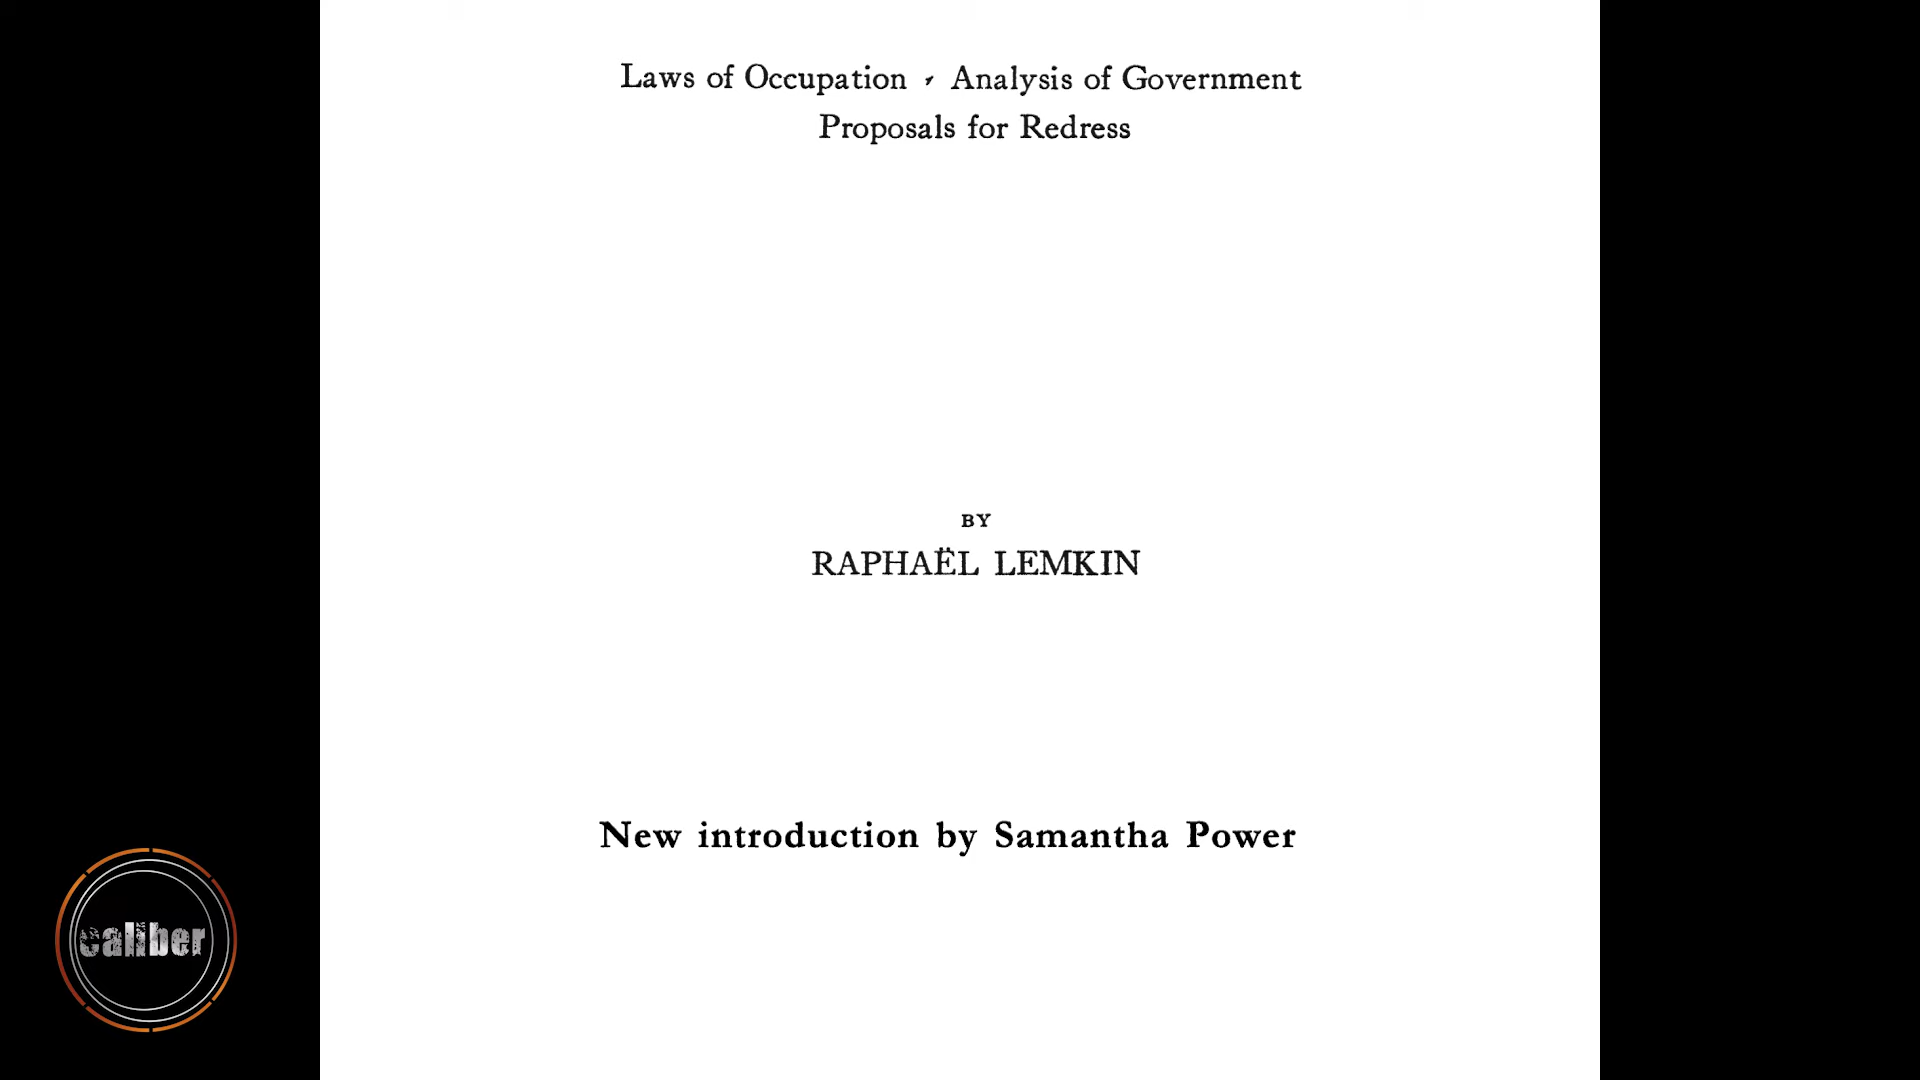 Laws of Occupation · Analysis of Government
Proposals for Redress
BY
RAPHAËL LEMKIN
New introduction by Samantha Power
caliber